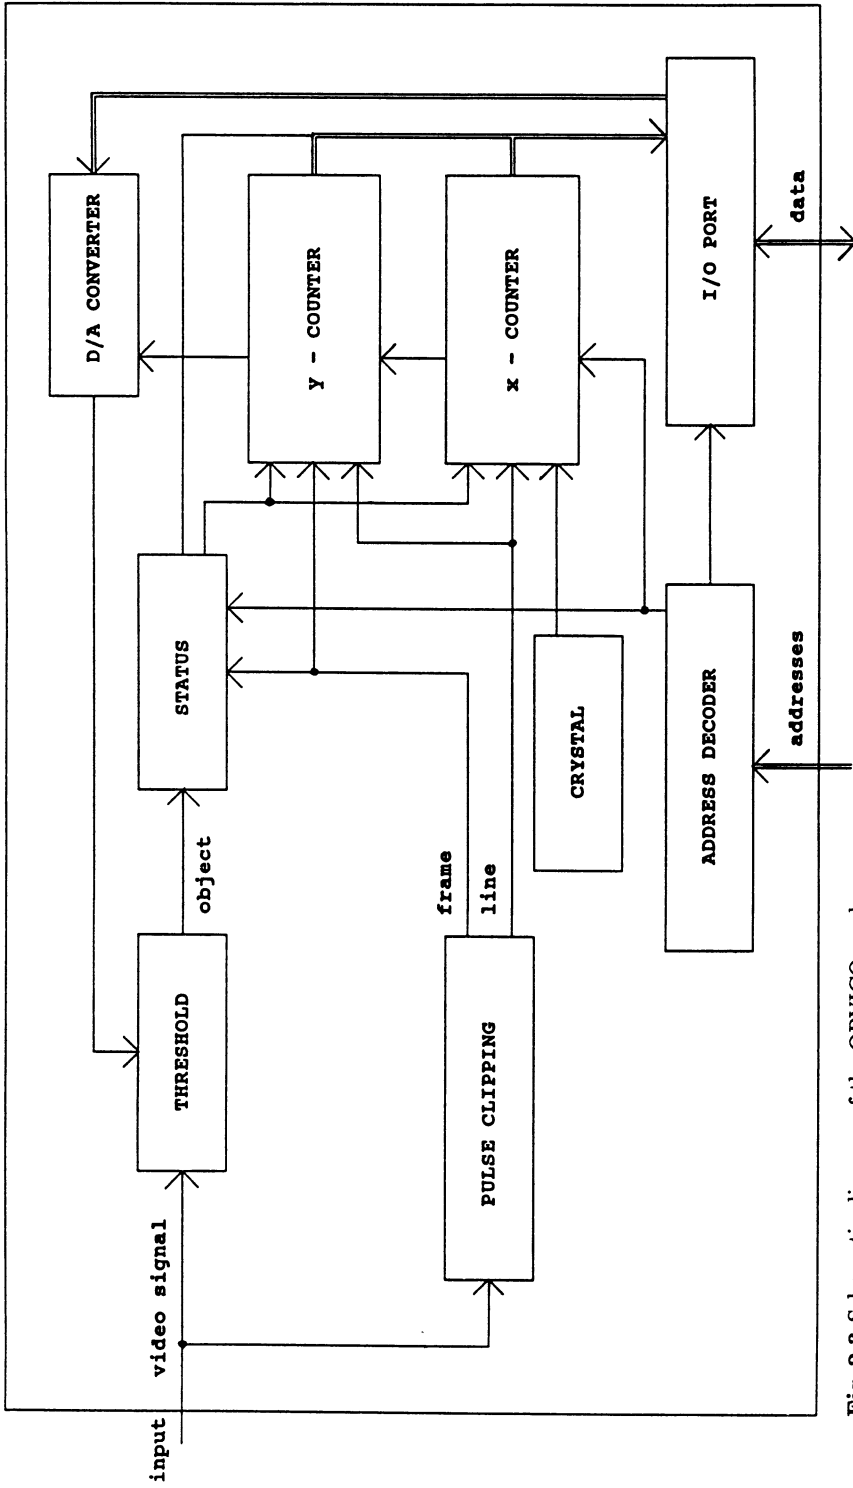 input
video signal
THRESHOLD
object
STATUS
D/A CONVERTER
PULSE CLIPPING
frame
line
y - COUNTER
x - COUNTER
CRYSTAL
ADDRESS DECODER
I/O PORT
addresses
data